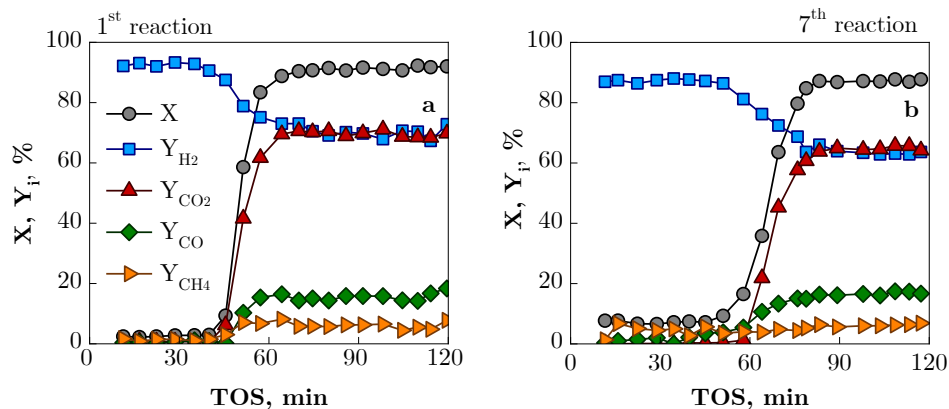 1st reaction
7th reaction
100
80
60
40
20
0
X, Yi, %
a
X
YH2
YCO2
YCO
YCH4
0
30
60
90
120
TOS, min
100
80
60
40
20
0
X, Yi, %
b
0
30
60
90
120
TOS, min